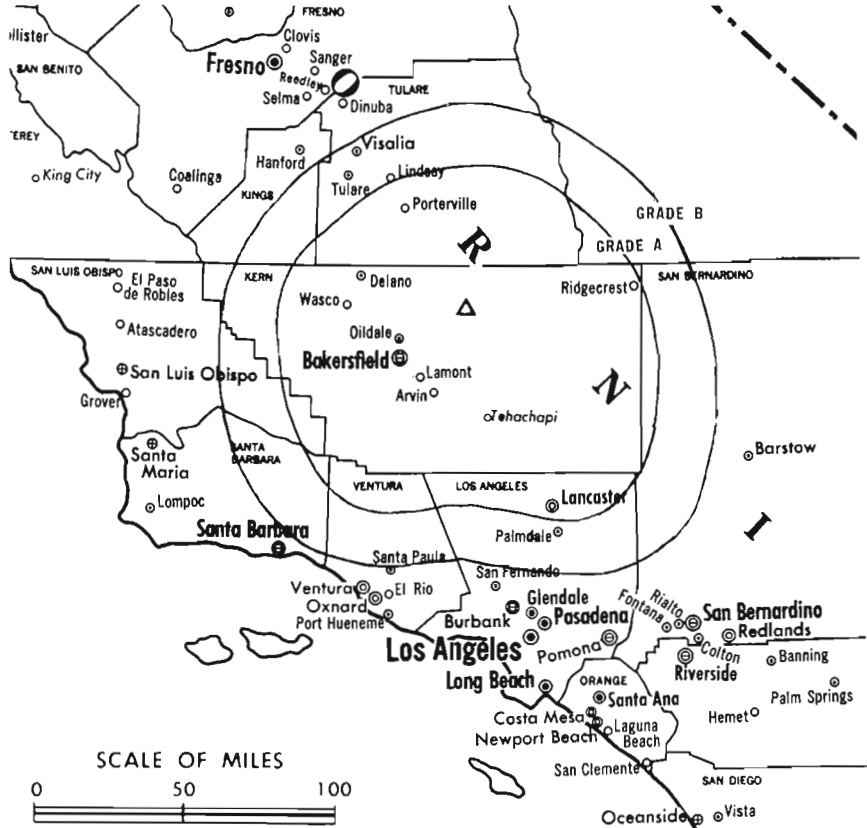 FRESNO
Clovis
ollister
Fresno
Sanger
SAN BENITO
Reedley
TULARE
Selma
Dinuba
TEREY
Visalia
Hanford
King City
Coalinga
Tulare
Lindsay
KINGS
Porterville
GRADE B
R
GRADE A
SAN LUIS OBISPO
KERN
SAN BERNARDINO
El Paso
de Robles
Delano
Ridgecrest
Wasco
Atascadero
Oildale
Bakersfield
San Luis Obispo
Lamont
N
Grover
Arvin
Tehachapi
Santa
Maria
SANTA
BARBARA
Barstow
VENTURA
LOS ANGELES
Lompoc
Lancaster
I
Santa Barbara
Palmdale
Santa Paula
San Fernando
Ventura
El Rio
Glendale
Rialto
Oxnard
Fontana
San Bernardino
Port Hueneme
Burbank
Pasadena
Redlands
Los Angeles
Pomona
Colton
Banning
Riverside
Long Beach
ORANGE
Palm Springs
Santa Ana
Costa Mesa
Hemet
Newport Beach
Laguna
Beach
SCALE OF MILES
San Clemente
SAN DIEGO
0 50 100
Oceanside
Vista